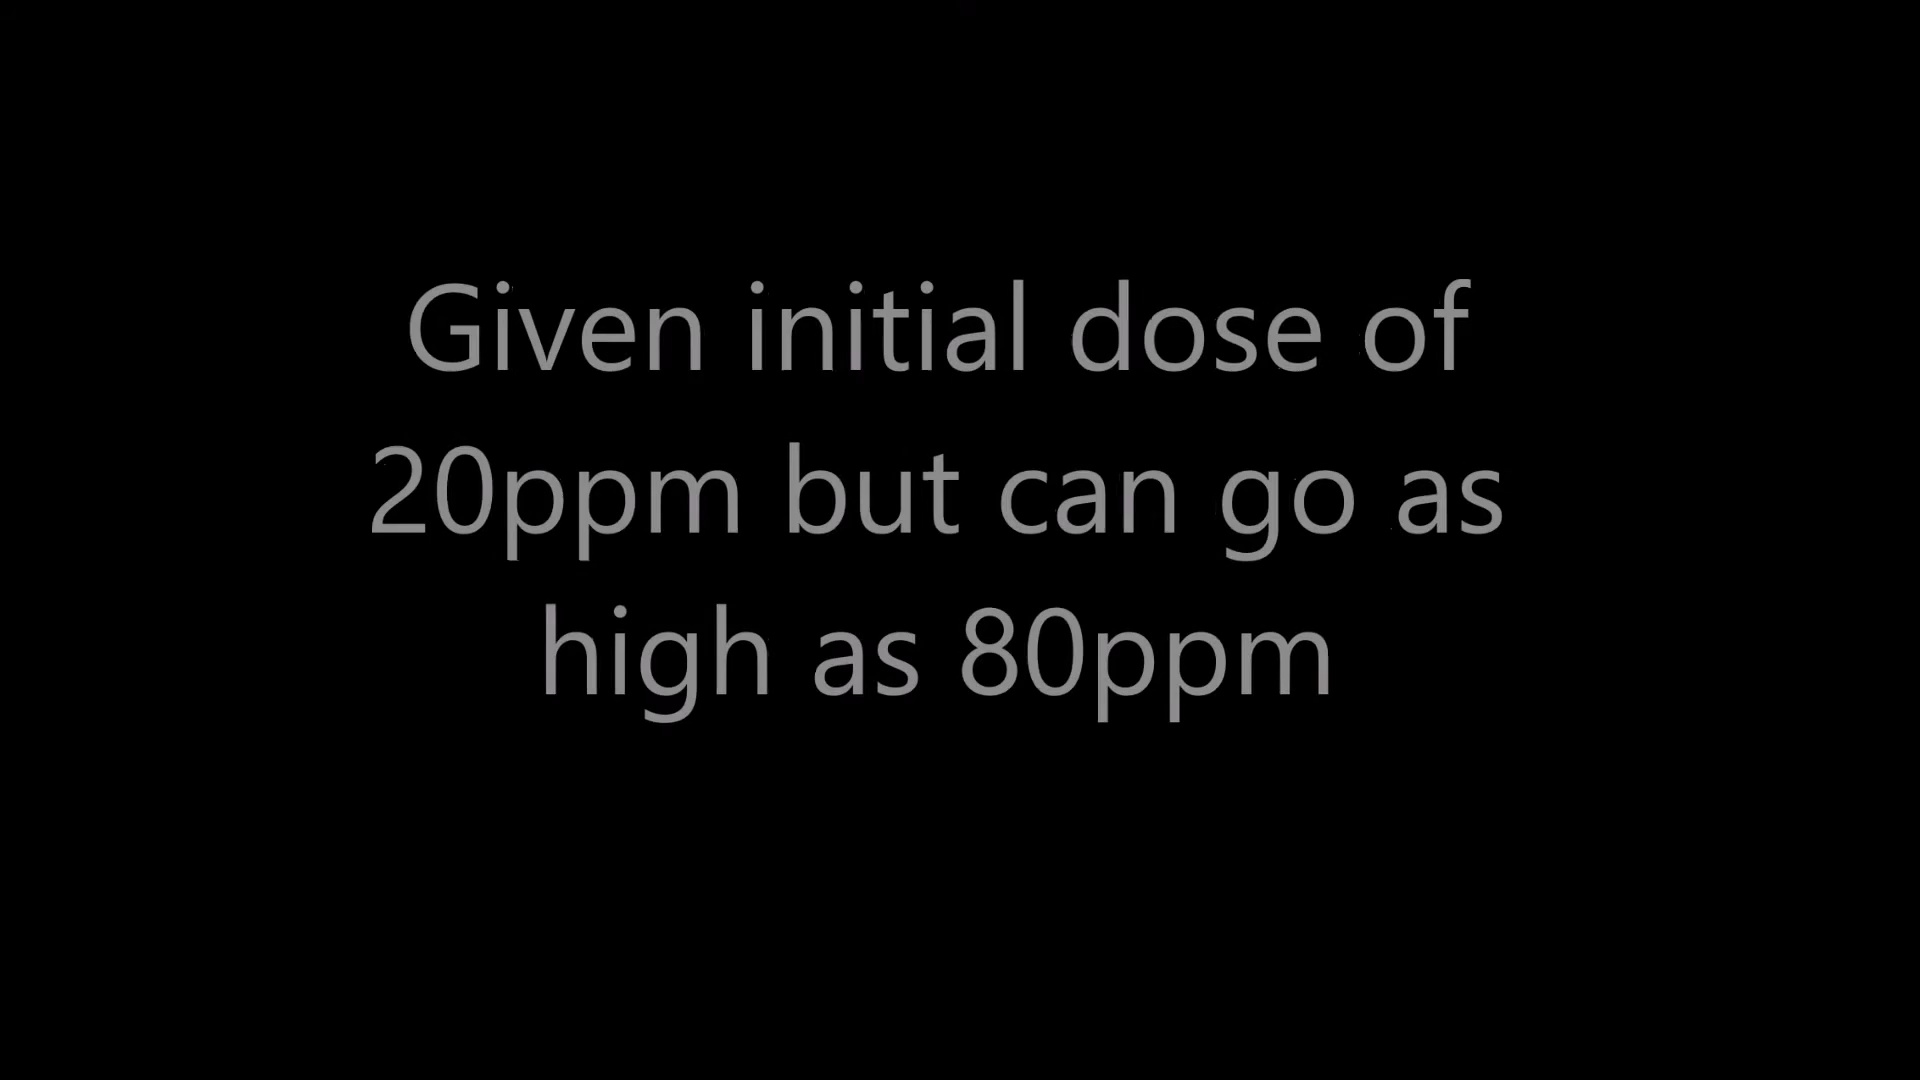 Given initial dose of
20ppm but can go as
high as 80ppm